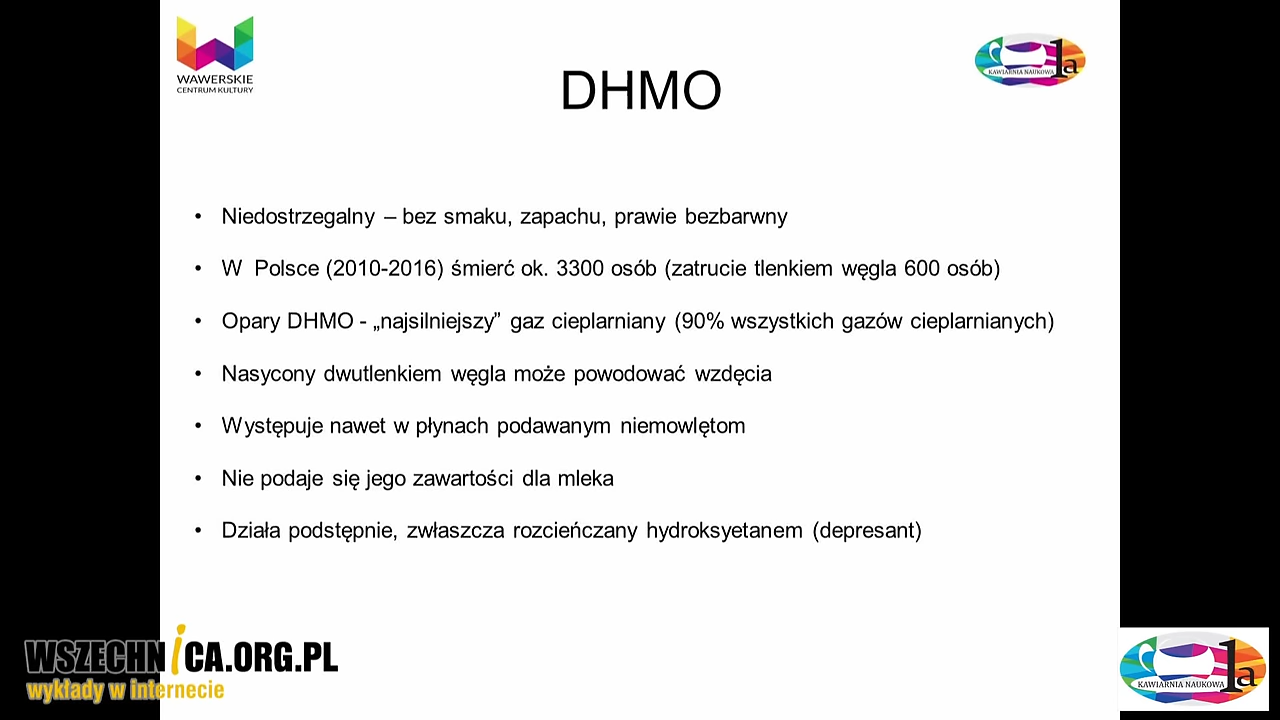 WAWERSKIE
CENTRUM KULTURY
KAWIARNIA NAUKOWA 1a
DHMO
• Niedostrzegalny – bez smaku, zapachu, prawie bezbarwny
• W Polsce (2010-2016) śmierć ok. 3300 osób (zatrucie tlenkiem węgla 600 osób)
• Opary DHMO - „najsilniejszy” gaz cieplarniany (90% wszystkich gazów cieplarnianych)
• Nasycony dwutlenkiem węgla może powodować wzdęcia
• Występuje nawet w płynach podawanym niemowlętom
• Nie podaje się jego zawartości dla mleka
• Działa podstępnie, zwłaszcza rozcieńczany hydroksyetanem (depresant)
WSZECHNiCA.ORG.PL
wykłady w internecie
KAWIARNIA NAUKOWA 1a